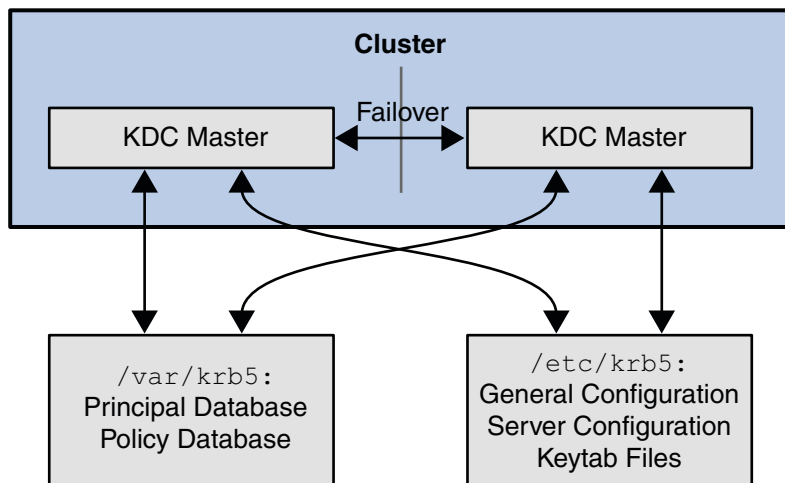 Cluster
Failover
KDC Master
KDC Master
/var/krb5:
Principal Database
Policy Database
/etc/krb5:
General Configuration
Server Configuration
Keytab Files